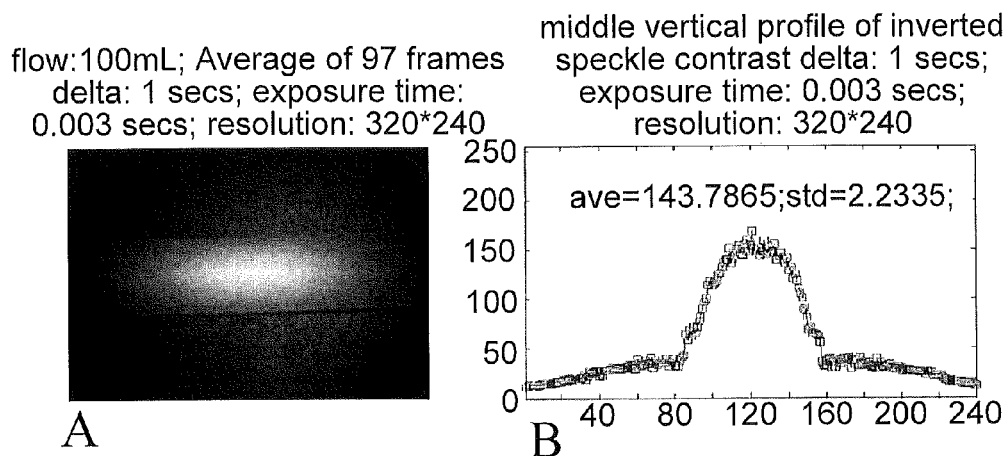 flow:100mL; Average of 97 frames
delta: 1 secs; exposure time:
0.003 secs; resolution: 320*240
A
middle vertical profile of inverted
speckle contrast delta: 1 secs;
exposure time: 0.003 secs;
resolution: 320*240
250
ave=143.7865;std=2.2335;
200
150
100
50
0
40 80 120 160 200 240
B